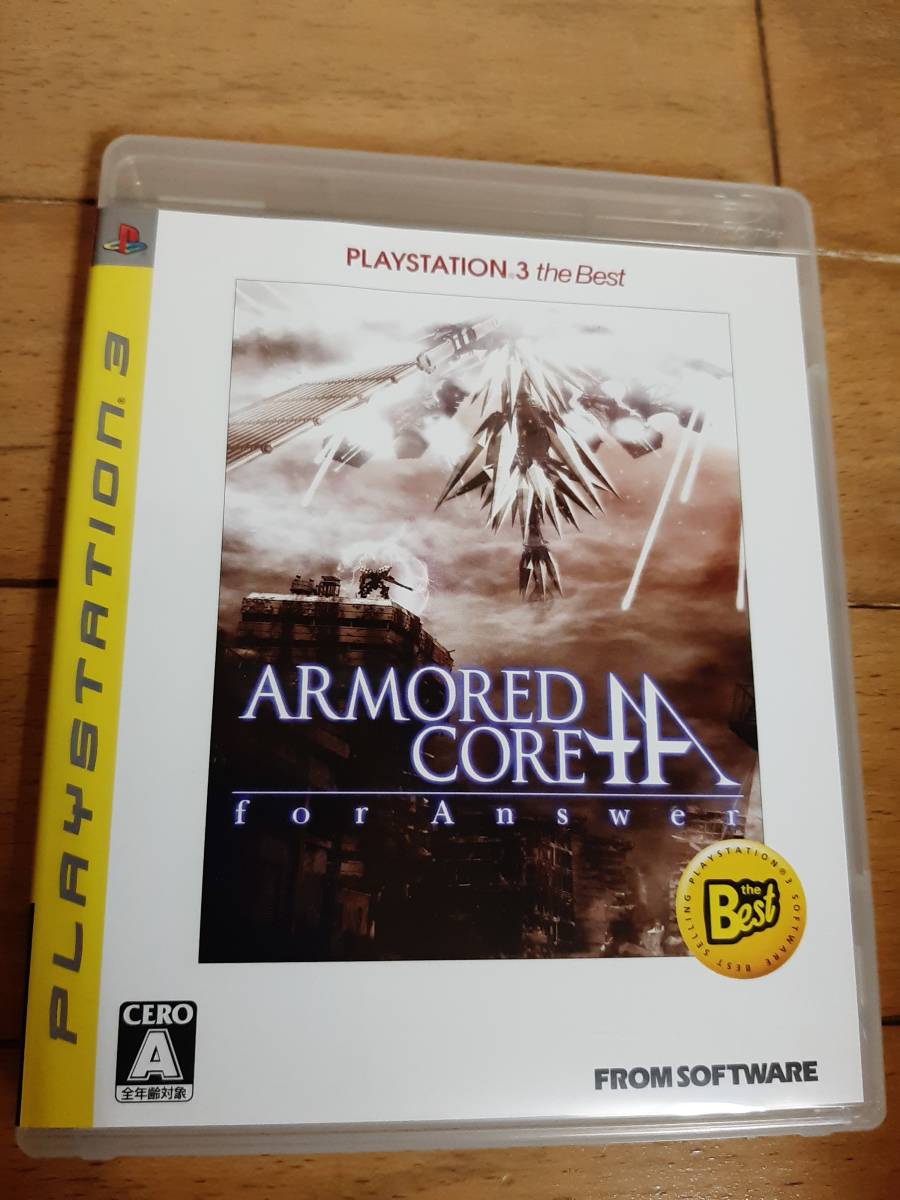 PLAYSTATION®3 the Best
PLAYSTATION®3
ARMORED
CORE
for Answer
PLAYSTATION®3 SOFTWARE BEST SELLING
the
Best
CERO
A
全年齢対象
FROM SOFTWARE